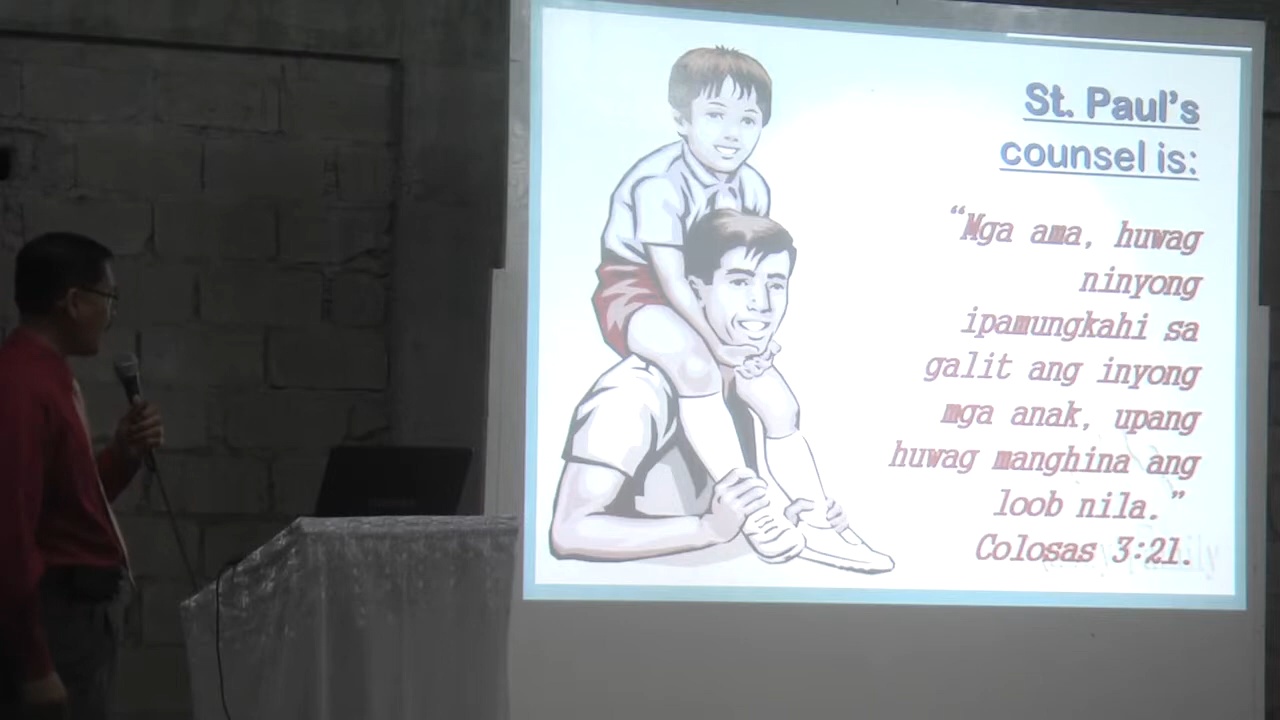 St. Paul's
counsel is:
“Mga ama, huwag
ninyong
ipamungkahi sa
galit ang inyong
mga anak, upang
huwag manghina ang
loob nila.”
Colosas 3:21.